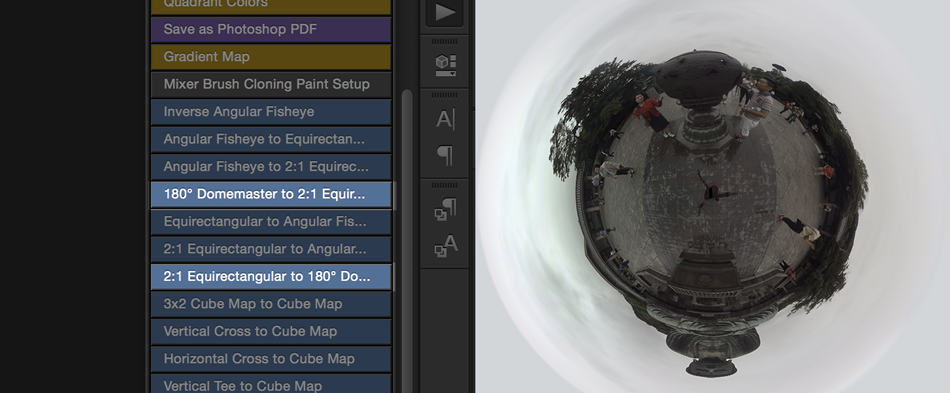 Quadrant Colors
Save as Photoshop PDF
Gradient Map
Mixer Brush Cloning Paint Setup
Inverse Angular Fisheye
Angular Fisheye to Equirectan...
Angular Fisheye to 2:1 Equirec...
180° Domemaster to 2:1 Equir...
Equirectangular to Angular Fis...
2:1 Equirectangular to Angular...
2:1 Equirectangular to 180° Do...
3x2 Cube Map to Cube Map
Vertical Cross to Cube Map
Horizontal Cross to Cube Map
Vertical Tee to Cube Map